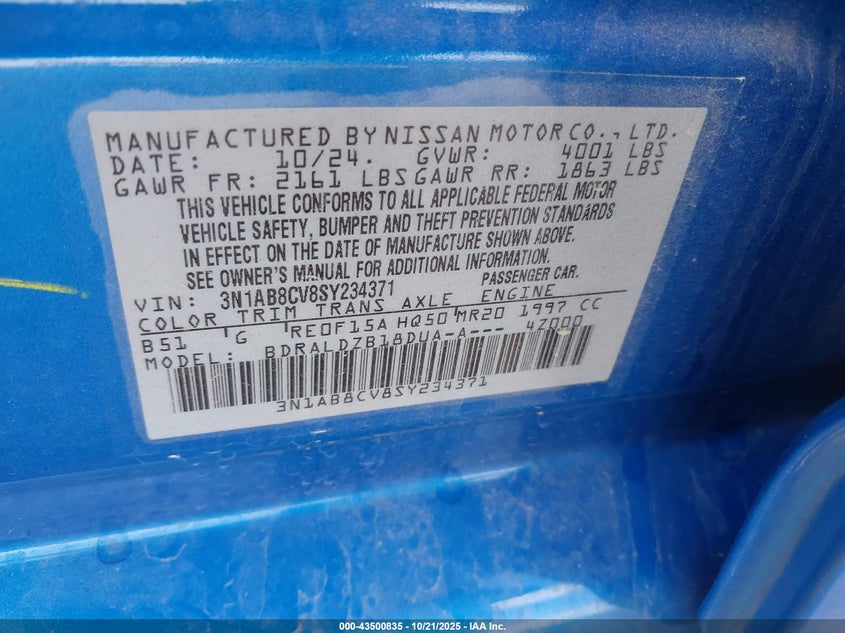 MANUFACTURED BY NISSAN MOTOR CO., LTD.
DATE: 10/24. GVWR: 4001 LBS
GAWR FR: 2161 LBS GAWR RR: 1863 LBS
THIS VEHICLE CONFORMS TO ALL APPLICABLE FEDERAL MOTOR
VEHICLE SAFETY, BUMPER AND THEFT PREVENTION STANDARDS
IN EFFECT ON THE DATE OF MANUFACTURE SHOWN ABOVE.
SEE OWNER'S MANUAL FOR ADDITIONAL INFORMATION.
VIN: 3N1AB8CV8SY234371 PASSENGER CAR.
COLOR TRIM TRANS AXLE ENGINE
B51 G RE0F15A HQ50 MR20 1997 CC
MODEL: BDRALDZB18DUA-A--- 4Z000
3N1AB8CV8SY234371
000-43500835 - 10/21/2025 - IAA Inc.